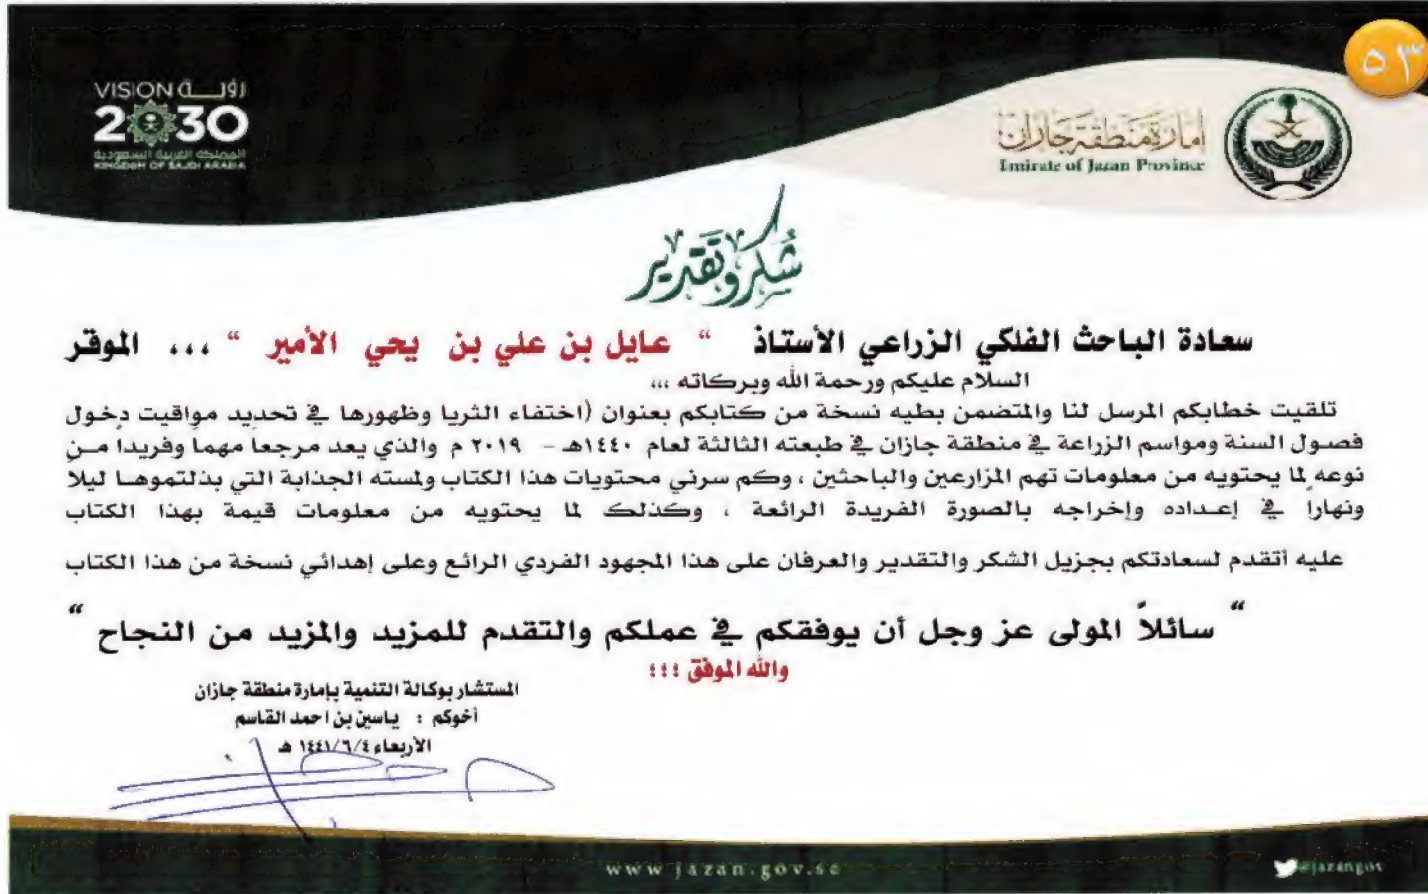 ٥٣
VISION رؤيــة
2030
المملكة العربية السعودية
KINGDOM OF SAUDI ARABIA
إمارة منطقة جازان
Emirate of Jazan Province
شكر وتقدير
سعادة الباحث الفلكي الزراعي الأستاذ " عايل بن علي بن يحي الأمير " ،،، الموقر
السلام عليكم ورحمة الله وبركاته ،،،
تلقيت خطابكم المرسل لنا والمتضمن بطيه نسخة من كتابكم بعنوان (اختفاء الثريا وظهورها في تحديد مواقيت دخول
فصول السنة ومواسم الزراعة في منطقة جازان في طبعته الثالثة لعام ١٤٤٠هـ - ٢٠١٩ م والذي يعد مرجعاً مهما وفريدا من
نوعه لما يحتويه من معلومات تهم المزارعين والباحثين ، وكم سرني محتويات هذا الكتاب ولمسته الجذابة التي بذلتموها ليلا
ونهارا في إعداده وإخراجه بالصورة الفريدة الرائعة ، وكذلك لما يحتويه من معلومات قيمة بهذا الكتاب
عليه أتقدم لسعادتكم بجزيل الشكر والتقدير والعرفان على هذا المجهود الفردي الرائع وعلى إهدائي نسخة من هذا الكتاب
" سائلاً المولى عز وجل أن يوفقكم في عملكم والتقدم للمزيد والمزيد من النجاح "
والله الموفق ؛؛؛
المستشار بوكالة التنمية بإمارة منطقة جازان
أخوكم : ياسين بن احمد القاسم
الأربعاء ١٤٤١/٦/٤ هـ
www.jazan.gov.sa
@jazangov